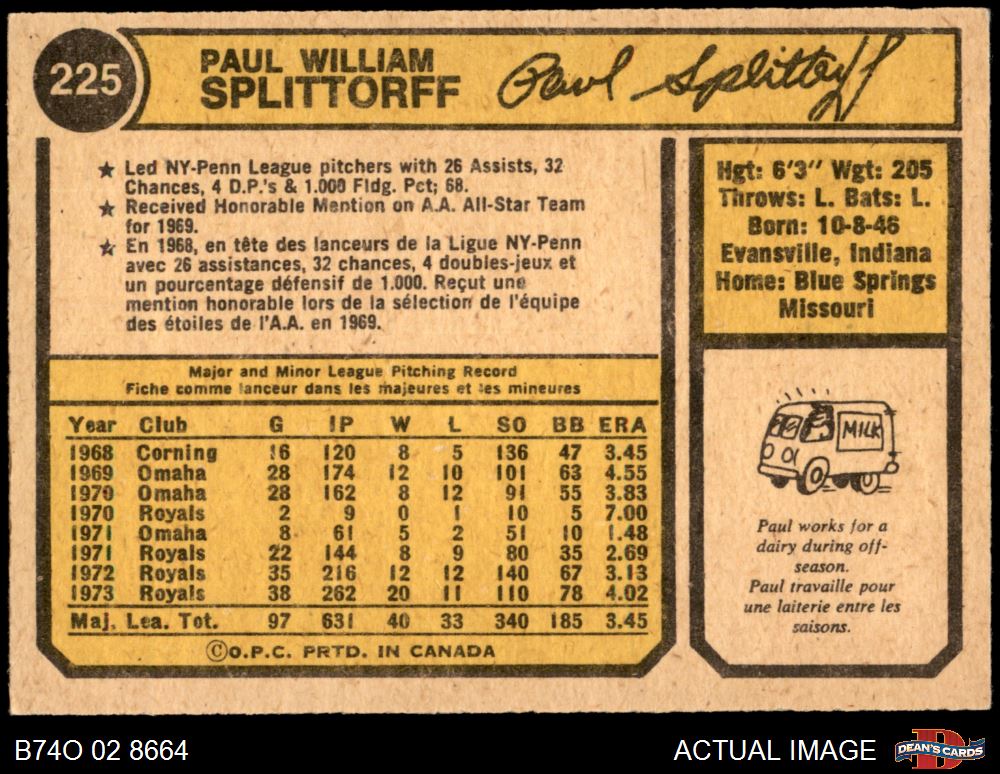 225
PAUL WILLIAM
SPLITTORFF
Paul Splittorff
★ Led NY-Penn League pitchers with 26 Assists, 32
Chances, 4 D.P.'s & 1.000 Fldg. Pct; 68.
★ Received Honorable Mention on A.A. All-Star Team
for 1969.
★ En 1968, en tête des lanceurs de la Ligue NY-Penn
avec 26 assistances, 32 chances, 4 doubles-jeux et
un pourcentage défensif de 1.000. Reçut une
mention honorable lors de la sélection de l'équipe
des étoiles de l'A.A. en 1969.
Hgt: 6'3" Wgt: 205
Throws: L. Bats: L.
Born: 10-8-46
Evansville, Indiana
Home: Blue Springs
Missouri
Major and Minor League Pitching Record
Fiche comme lanceur dans les majeures et les mineures
Year Club G IP W L SO BB ERA
1968 Corning 16 120 8 5 136 47 3.45
1969 Omaha 28 174 12 10 101 63 4.55
1970 Omaha 28 162 8 12 91 55 3.83
1970 Royals 2 9 0 1 10 5 7.00
1971 Omaha 8 61 5 2 51 10 1.48
1971 Royals 22 144 8 9 80 35 2.69
1972 Royals 35 216 12 12 140 67 3.13
1973 Royals 38 262 20 11 110 78 4.02
Maj. Lea. Tot. 97 631 40 33 340 185 3.45
©O.P.C. PRTD. IN CANADA
MILK
Paul works for a
dairy during off-
season.
Paul travaille pour
une laiterie entre les
saisons.
B74O 02 8664
ACTUAL IMAGE
DEAN'S CARDS